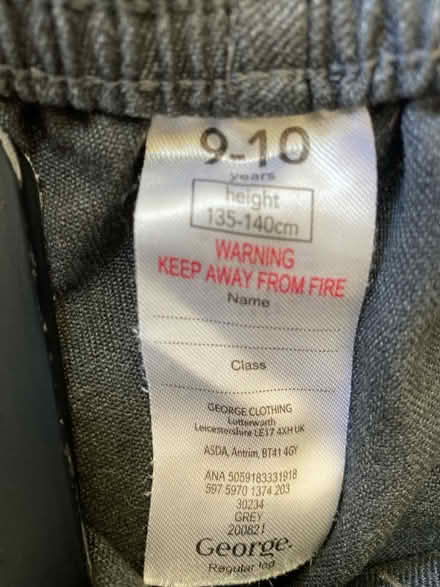 9-10
years
height
135-140cm
WARNING
KEEP AWAY FROM FIRE
Name
Class
GEORGE CLOTHING
Lutterworth
Leicestershire LE17 4XH UK
ASDA, Antrim, BT41 4GY
ANA 5059183331918
597 5970 1374 203
30234
GREY
200821
George.
Regular leg